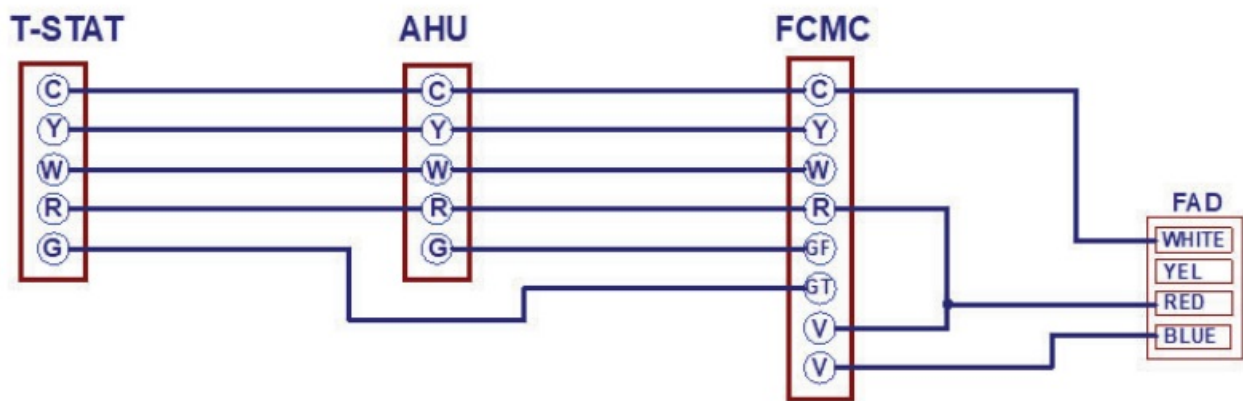 T-STAT AHU FCMC
C C C
Y Y Y
W W W
R R R
FAD
G G GF
WHITE
GT
YEL
RED
V
BLUE
V